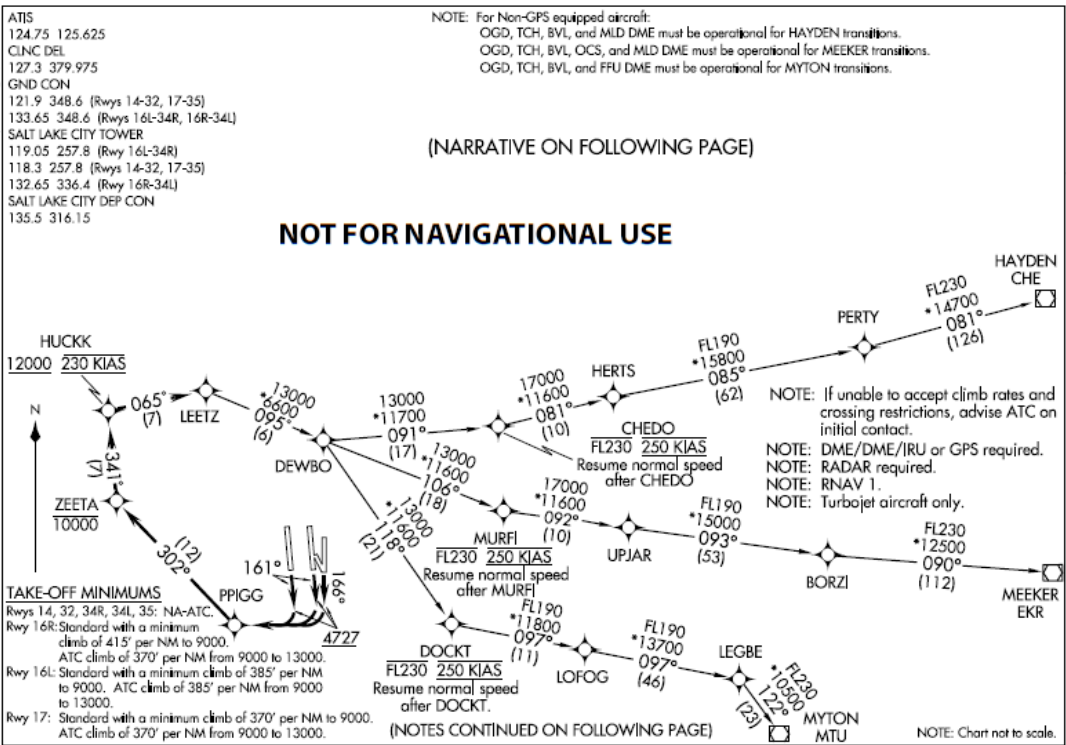 ATIS
124.75 125.625
CLNC DEL
127.3 379.975
GND CON
121.9 348.6 (Rwys 14-32, 17-35)
133.65 348.6 (Rwys 16L-34R, 16R-34L)
SALT LAKE CITY TOWER
119.05 257.8 (Rwy 16L-34R)
118.3 257.8 (Rwys 14-32, 17-35)
132.65 336.4 (Rwy 16R-34L)
SALT LAKE CITY DEP CON
135.5 316.15
NOTE: For Non-GPS equipped aircraft:
OGD, TCH, BVL, and MLD DME must be operational for HAYDEN transitions.
OGD, TCH, BVL, OCS, and MLD DME must be operational for MEEKER transitions.
OGD, TCH, BVL, and FFU DME must be operational for MYTON transitions.
(NARRATIVE ON FOLLOWING PAGE)
NOT FOR NAVIGATIONAL USE
HAYDEN
CHE
FL230
*14700
081°
(126)
PERTY
FL190
*15800
085°
(62)
HERTS
17000
*11600
081°
(10)
CHEDO
FL230 250 KIAS
Resume normal speed
after CHEDO
13000
*11700
091°
(17)
HUCKK
12000 230 KIAS
065°
(7)
LEETZ
13000
*6600
095°
(6)
DEWBO
N
341°
(7)
ZEETA
10000
(12)
302°
PPIGG
161°
166°
4727
13000
*11600
106°
(18)
MURFI
FL230 250 KIAS
Resume normal speed
after MURFI
17000
*11600
092°
(10)
UPJAR
FL190
*15000
093°
(53)
BORZI
FL230
*12500
090°
(112)
MEEKER
EKR
*13000
*11600
118°
(21)
DOCKT
FL230 250 KIAS
Resume normal speed
after DOCKT.
FL190
*11800
097°
(11)
LOFOG
FL190
*13700
097°
(46)
LEGBE
FL230
*10500
122°
(23)
MYTON
MTU
NOTE: If unable to accept climb rates and
crossing restrictions, advise ATC on
initial contact.
NOTE: DME/DME/IRU or GPS required.
NOTE: RADAR required.
NOTE: RNAV 1.
NOTE: Turbojet aircraft only.
TAKE-OFF MINIMUMS
Rwys 14, 32, 34R, 34L, 35: NA-ATC.
Rwy 16R: Standard with a minimum
climb of 415' per NM to 9000.
ATC climb of 370' per NM from 9000 to 13000.
Rwy 16L: Standard with a minimum climb of 385' per NM
to 9000. ATC climb of 385' per NM from 9000
to 13000.
Rwy 17: Standard with a minimum climb of 370' per NM to 9000.
ATC climb of 370' per NM from 9000 to 13000.
(NOTES CONTINUED ON FOLLOWING PAGE)
NOTE: Chart not to scale.